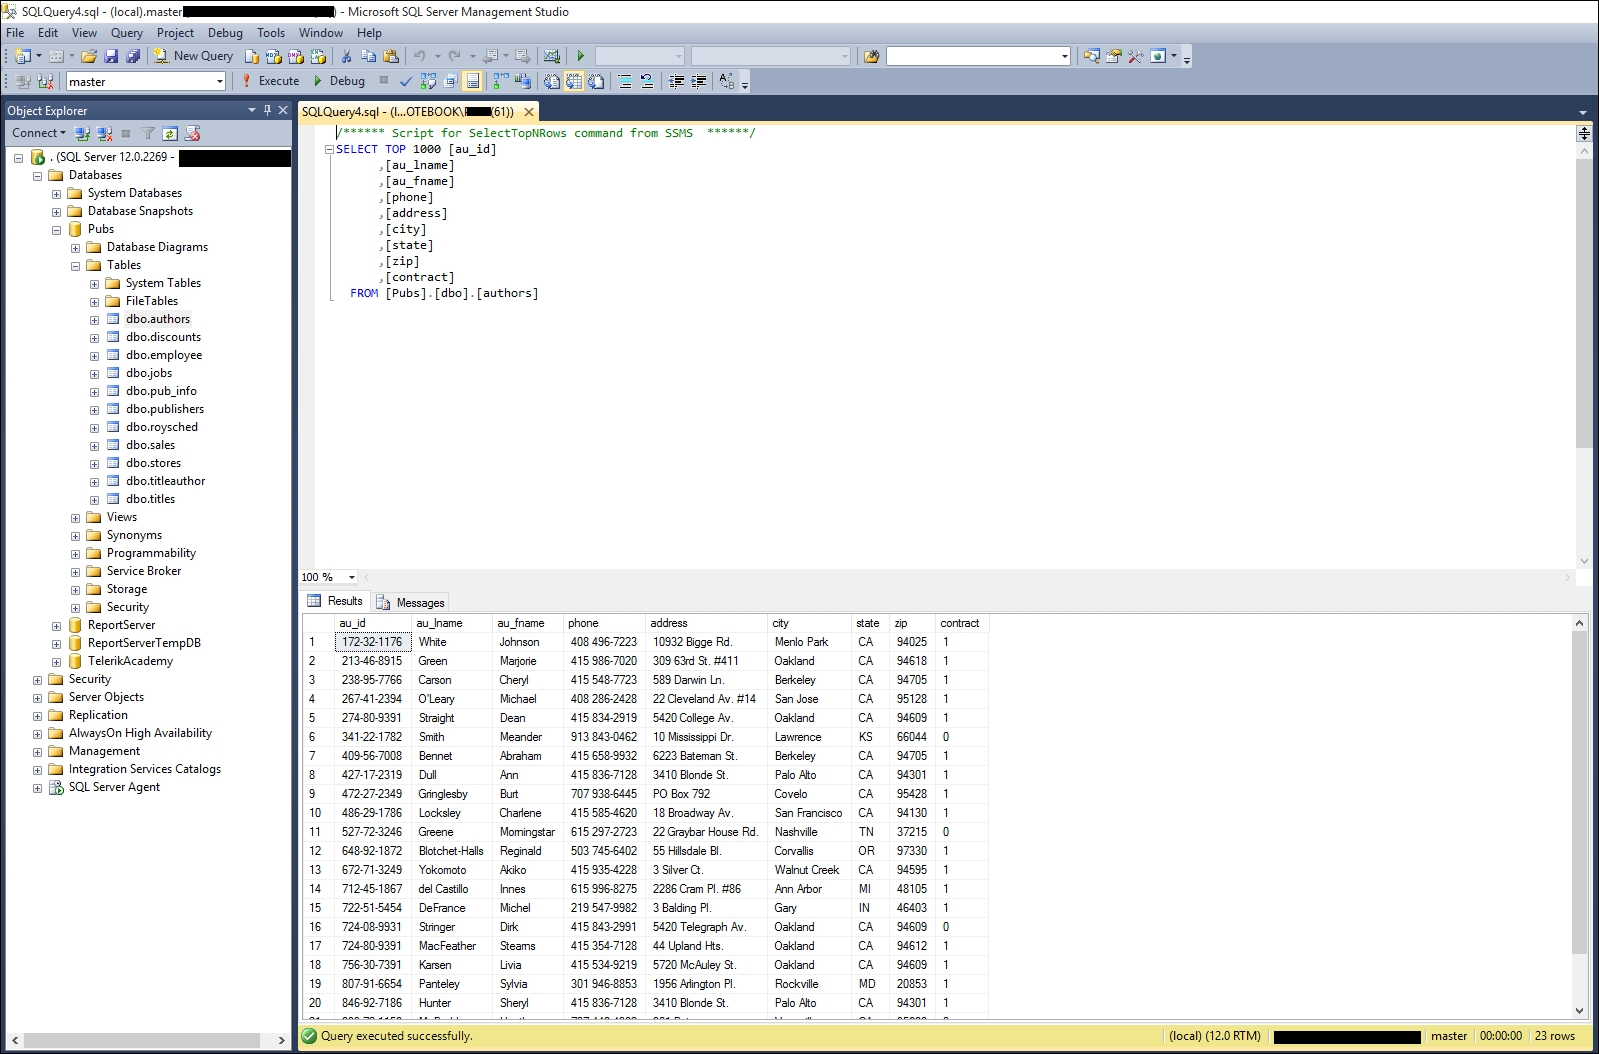 SQLQuery4.sql - (local).master ) - Microsoft SQL Server Management Studio
File Edit View Query Project Debug Tools Window Help
New Query
master Execute Debug
Object Explorer
Connect
. (SQL Server 12.0.2269 -
Databases
System Databases
Database Snapshots
Pubs
Database Diagrams
Tables
System Tables
FileTables
dbo.authors
dbo.discounts
dbo.employee
dbo.jobs
dbo.pub_info
dbo.publishers
dbo.roysched
dbo.sales
dbo.stores
dbo.titleauthor
dbo.titles
Views
Synonyms
Programmability
Service Broker
Storage
Security
ReportServer
ReportServerTempDB
TelerikAcademy
Security
Server Objects
Replication
AlwaysOn High Availability
Management
Integration Services Catalogs
SQL Server Agent
SQLQuery4.sql - (l...OTEBOOK\ (61))
/****** Script for SelectTopNRows command from SSMS ******/
SELECT TOP 1000 [au_id]
,[au_lname]
,[au_fname]
,[phone]
,[address]
,[city]
,[state]
,[zip]
,[contract]
FROM [Pubs].[dbo].[authors]
100 %
Results Messages
au_id au_lname au_fname phone address city state zip contract
1 172-32-1176 White Johnson 408 496-7223 10932 Bigge Rd. Menlo Park CA 94025 1
2 213-46-8915 Green Marjorie 415 986-7020 309 63rd St. #411 Oakland CA 94618 1
3 238-95-7766 Carson Cheryl 415 548-7723 589 Darwin Ln. Berkeley CA 94705 1
4 267-41-2394 O'Leary Michael 408 286-2428 22 Cleveland Av. #14 San Jose CA 95128 1
5 274-80-9391 Straight Dean 415 834-2919 5420 College Av. Oakland CA 94609 1
6 341-22-1782 Smith Meander 913 843-0462 10 Mississippi Dr. Lawrence KS 66044 0
7 409-56-7008 Bennet Abraham 415 658-9932 6223 Bateman St. Berkeley CA 94705 1
8 427-17-2319 Dull Ann 415 836-7128 3410 Blonde St. Palo Alto CA 94301 1
9 472-27-2349 Gringlesby Burt 707 938-6445 PO Box 792 Covelo CA 95428 1
10 486-29-1786 Locksley Charlene 415 585-4620 18 Broadway Av. San Francisco CA 94130 1
11 527-72-3246 Greene Morningstar 615 297-2723 22 Graybar House Rd. Nashville TN 37215 0
12 648-92-1872 Blotchet-Halls Reginald 503 745-6402 55 Hillsdale Bl. Corvallis OR 97330 1
13 672-71-3249 Yokomoto Akiko 415 935-4228 3 Silver Ct. Walnut Creek CA 94595 1
14 712-45-1867 del Castillo Innes 615 996-8275 2286 Cram Pl. #86 Ann Arbor MI 48105 1
15 722-51-5454 DeFrance Michel 219 547-9982 3 Balding Pl. Gary IN 46403 1
16 724-08-9931 Stringer Dirk 415 843-2991 5420 Telegraph Av. Oakland CA 94609 0
17 724-80-9391 MacFeather Stearns 415 354-7128 44 Upland Hts. Oakland CA 94612 1
18 756-30-7391 Karsen Livia 415 534-9219 5720 McAuley St. Oakland CA 94609 1
19 807-91-6654 Panteley Sylvia 301 946-8853 1956 Arlington Pl. Rockville MD 20853 1
20 846-92-7186 Hunter Sheryl 415 836-7128 3410 Blonde St. Palo Alto CA 94301 1
Query executed successfully. (local) (12.0 RTM) master 00:00:00 23 rows